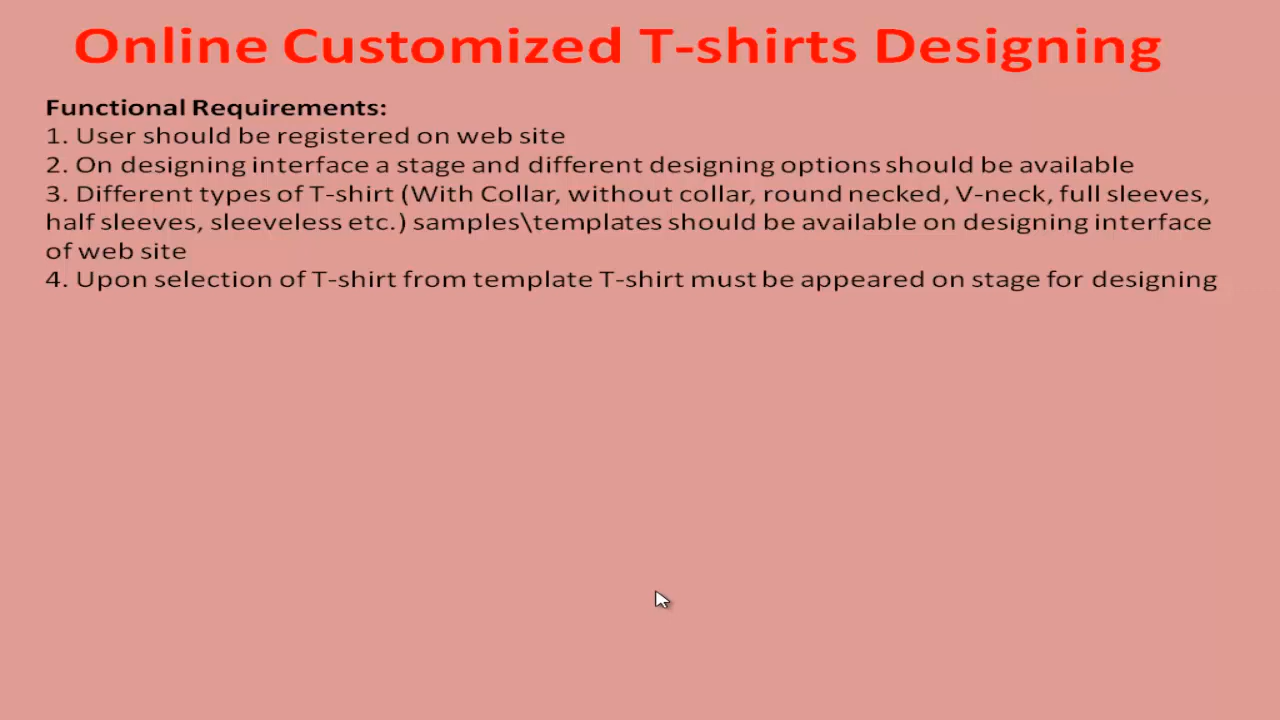 Online Customized T-shirts Designing
Functional Requirements:
1. User should be registered on web site
2. On designing interface a stage and different designing options should be available
3. Different types of T-shirt (With Collar, without collar, round necked, V-neck, full sleeves,
half sleeves, sleeveless etc.) samples\templates should be available on designing interface
of web site
4. Upon selection of T-shirt from template T-shirt must be appeared on stage for designing